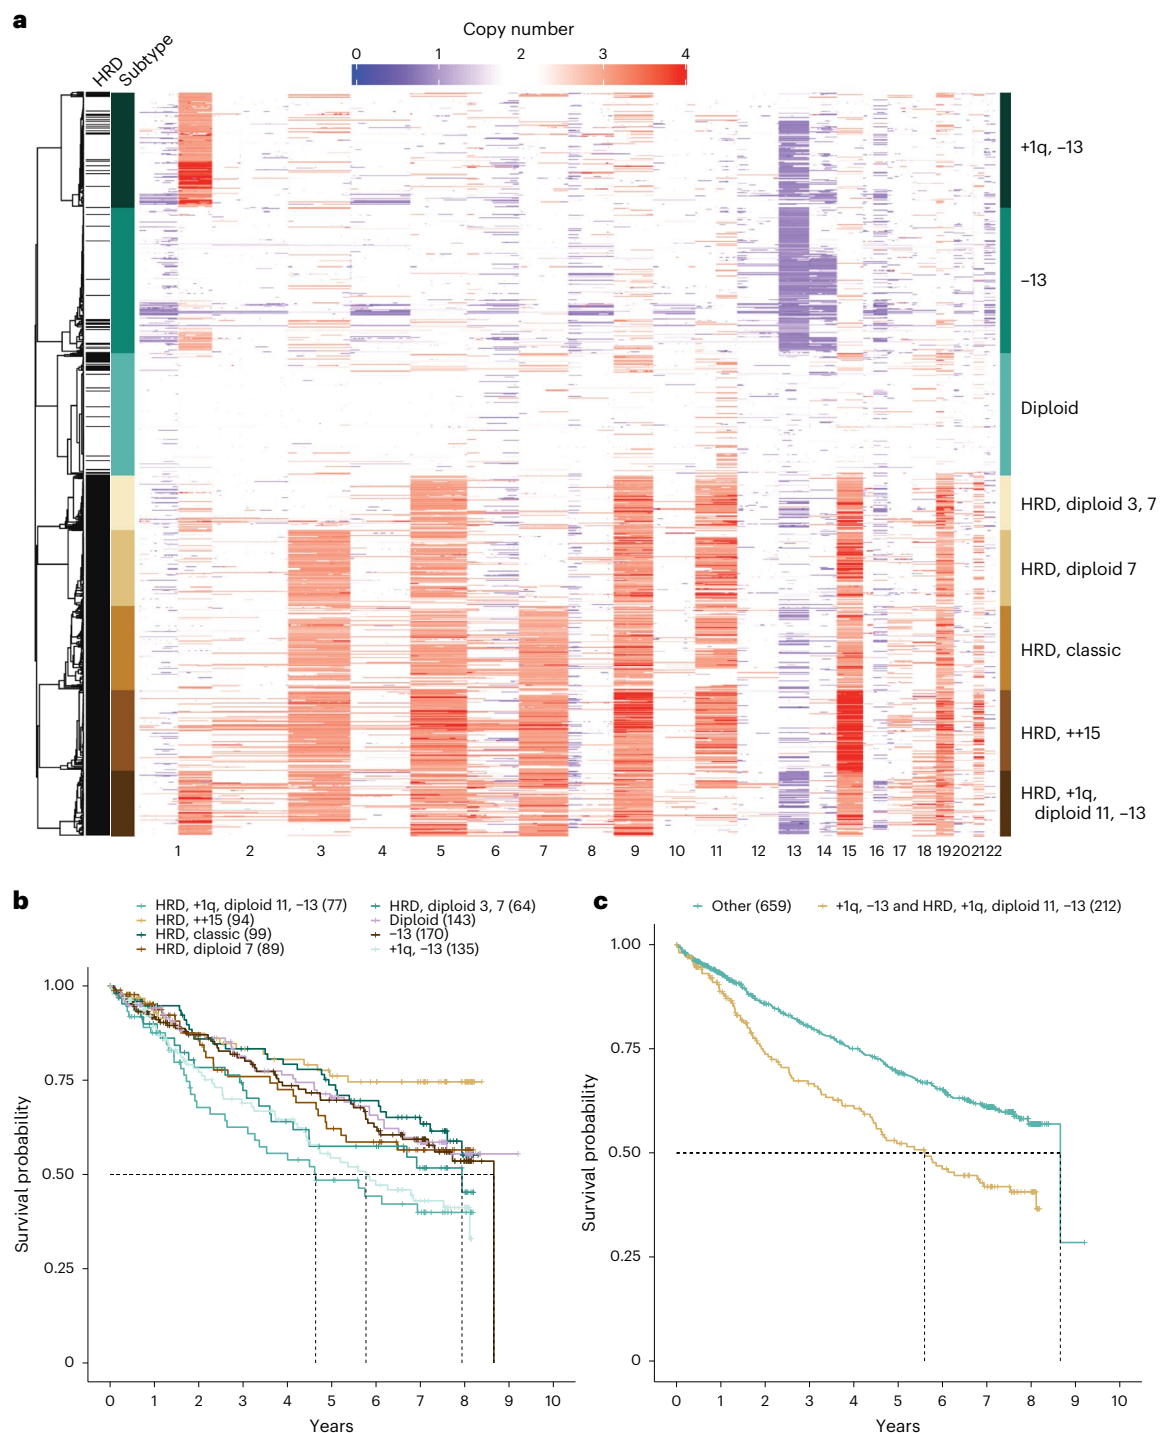 a
Copy number
0 1 2 3 4
HRD
Subtype
+1q, –13
–13
Diploid
HRD, diploid 3, 7
HRD, diploid 7
HRD, classic
HRD, ++15
HRD, +1q,
diploid 11, –13
1 2 3 4 5 6 7 8 9 10 11 12 13 14 15 16 17 18 19 20 21 22
b
HRD, +1q, diploid 11, –13 (77)
HRD, ++15 (94)
HRD, classic (99)
HRD, diploid 7 (89)
HRD, diploid 3, 7 (64)
Diploid (143)
–13 (170)
+1q, –13 (135)
1.00
0.75
0.50
0.25
0
Survival probability
0 1 2 3 4 5 6 7 8 9 10
Years
c
Other (659)
+1q, –13 and HRD, +1q, diploid 11, –13 (212)
1.00
0.75
0.50
0.25
0
Survival probability
0 1 2 3 4 5 6 7 8 9 10
Years